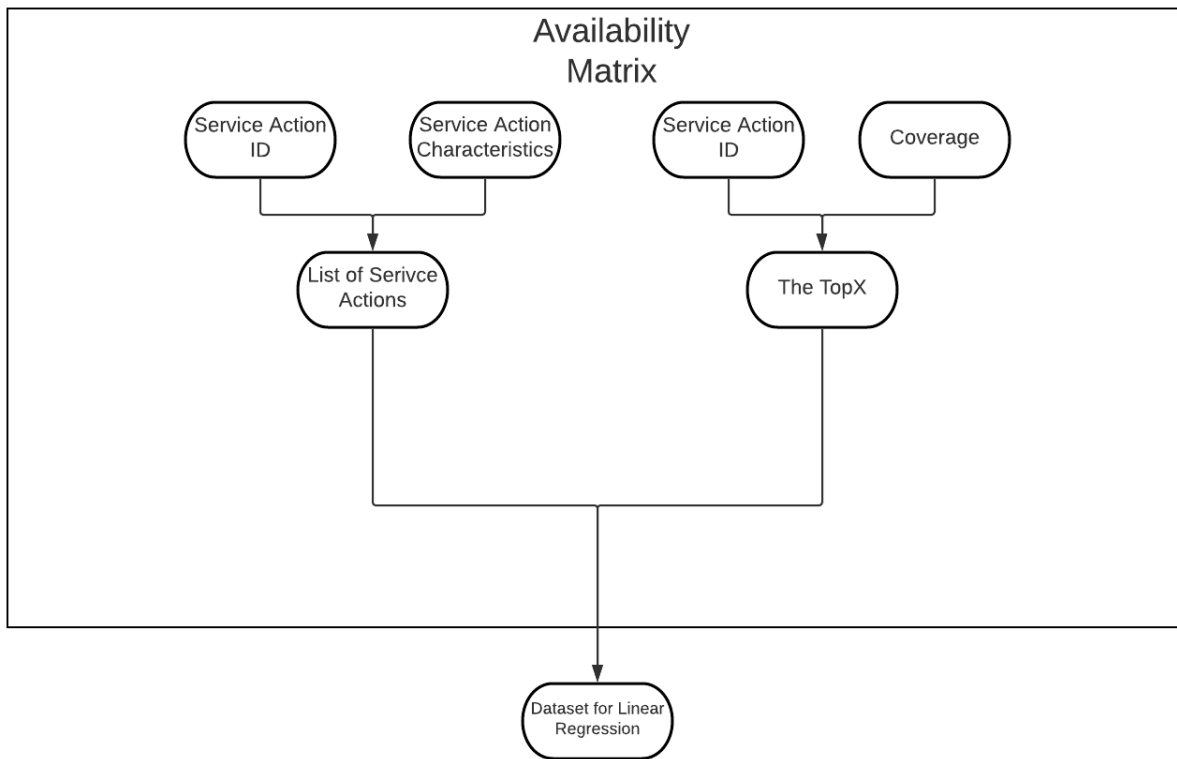 Availability
Matrix
Service Action
ID
Service Action
Characteristics
Service Action
ID
Coverage
List of Serivce
Actions
The TopX
Dataset for Linear
Regression